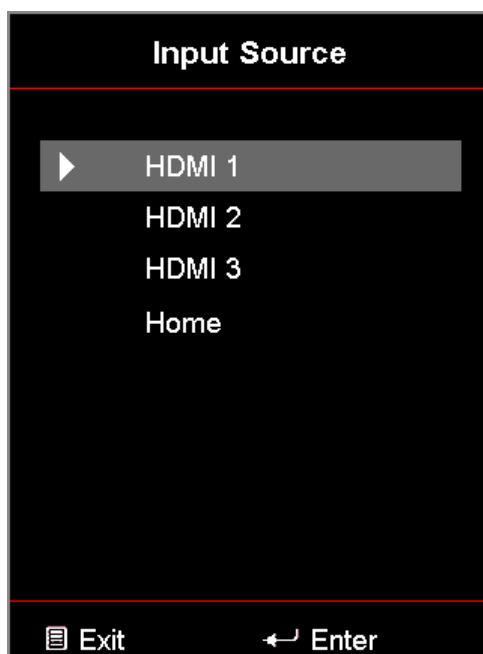 Input Source
HDMI 1
HDMI 2
HDMI 3
Home
Exit Enter